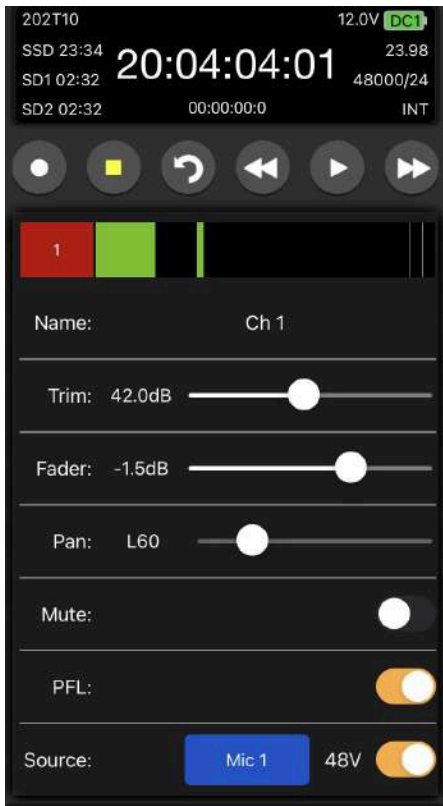 202T10 12.0V DC1
SSD 23:34 20:04:04:01 23.98
SD1 02:32 48000/24
SD2 02:32 00:00:00:0 INT
1
Name: Ch 1
Trim: 42.0dB
Fader: -1.5dB
Pan: L60
Mute:
PFL:
Source: Mic 1 48V